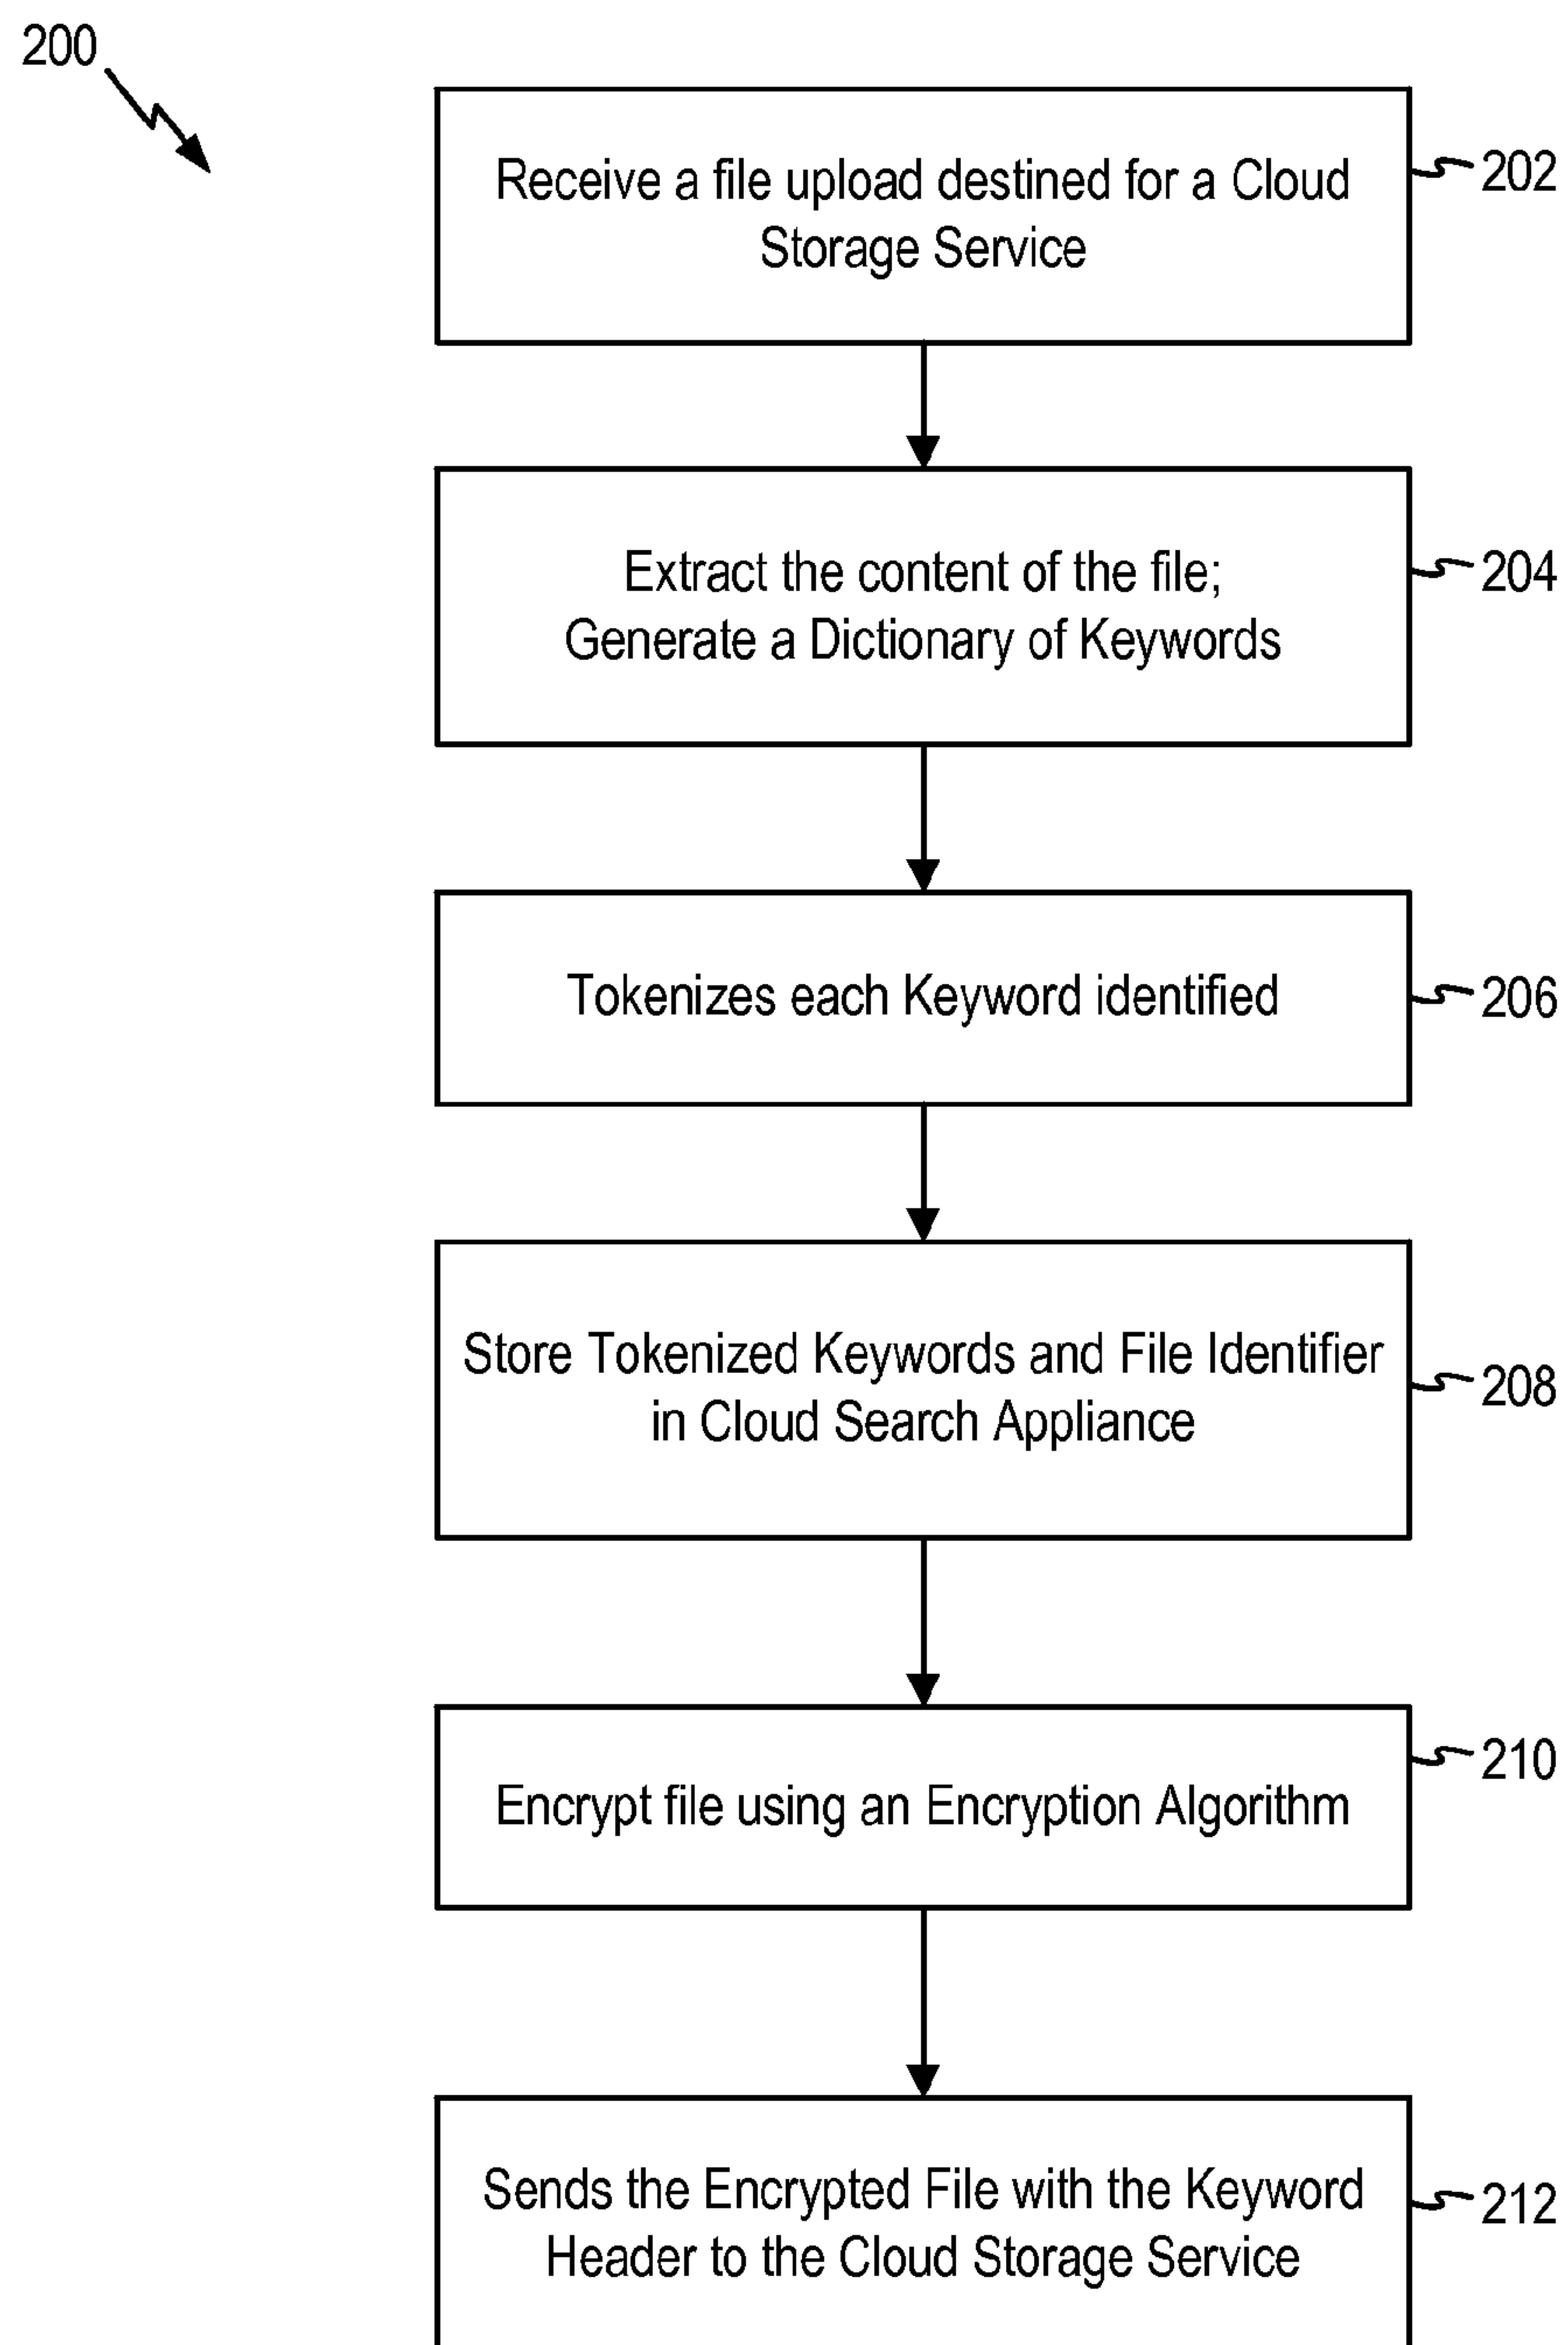 200
Receive a file upload destined for a Cloud
Storage Service
202
Extract the content of the file;
Generate a Dictionary of Keywords
204
Tokenizes each Keyword identified
206
Store Tokenized Keywords and File Identifier
in Cloud Search Appliance
208
Encrypt file using an Encryption Algorithm
210
Sends the Encrypted File with the Keyword
Header to the Cloud Storage Service
212